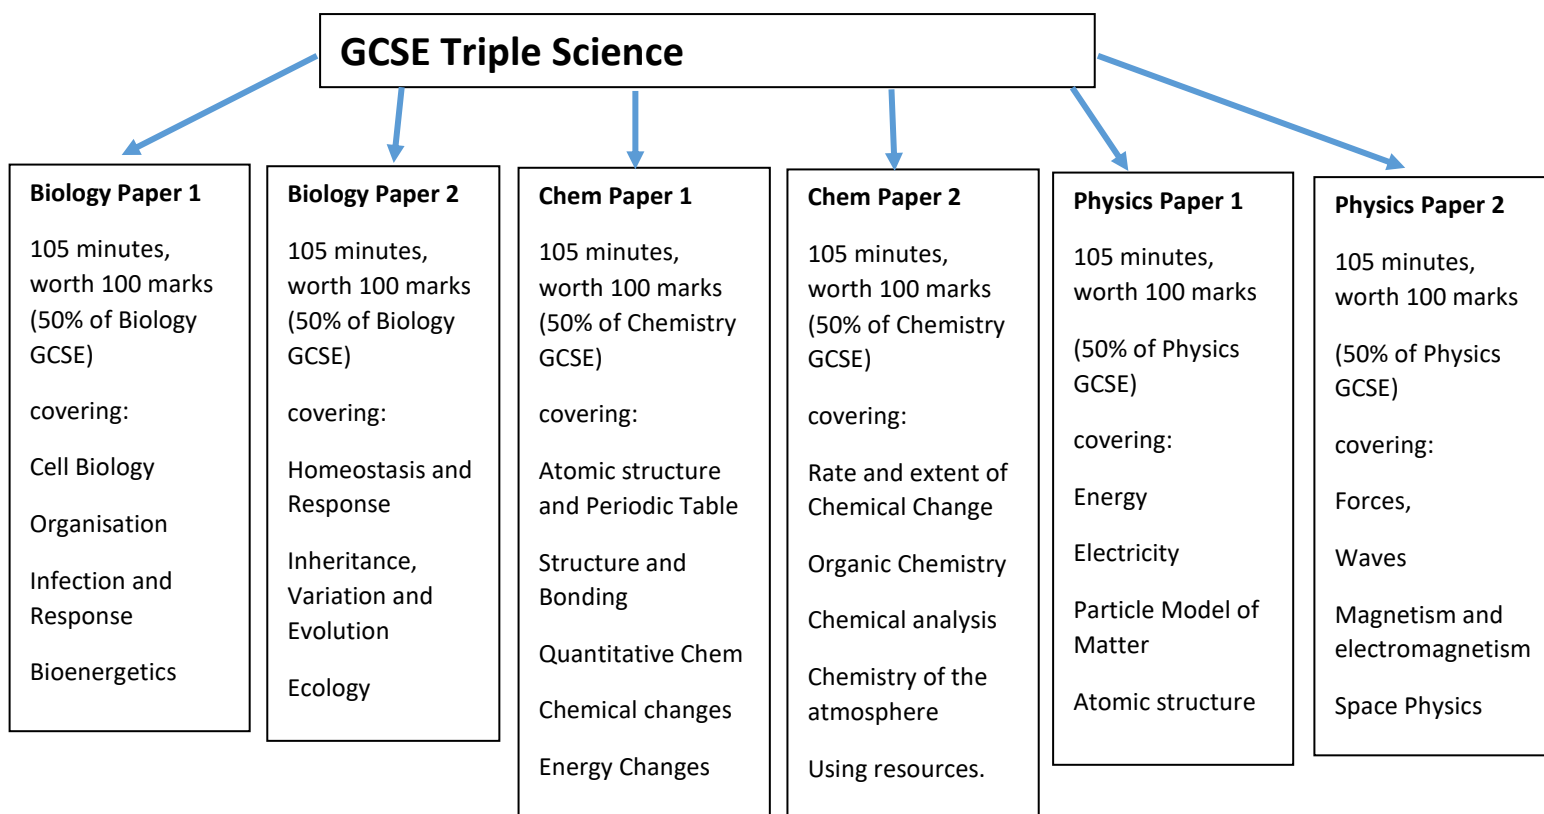 GCSE Triple Science
Biology Paper 1
105 minutes,
worth 100 marks
(50% of Biology
GCSE)
covering:
Cell Biology
Organisation
Infection and
Response
Bioenergetics
Biology Paper 2
105 minutes,
worth 100 marks
(50% of Biology
GCSE)
covering:
Homeostasis and
Response
Inheritance,
Variation and
Evolution
Ecology
Chem Paper 1
105 minutes,
worth 100 marks
(50% of Chemistry
GCSE)
covering:
Atomic structure
and Periodic Table
Structure and
Bonding
Quantitative Chem
Chemical changes
Energy Changes
Chem Paper 2
105 minutes,
worth 100 marks
(50% of Chemistry
GCSE)
covering:
Rate and extent of
Chemical Change
Organic Chemistry
Chemical analysis
Chemistry of the
atmosphere
Using resources.
Physics Paper 1
105 minutes,
worth 100 marks
(50% of Physics
GCSE)
covering:
Energy
Electricity
Particle Model of
Matter
Atomic structure
Physics Paper 2
105 minutes,
worth 100 marks
(50% of Physics
GCSE)
covering:
Forces,
Waves
Magnetism and
electromagnetism
Space Physics